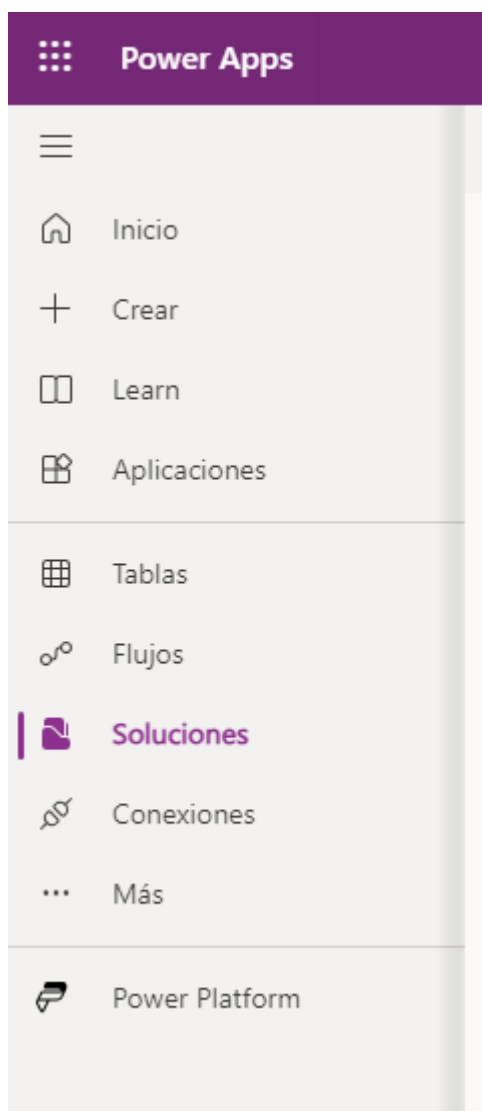 Power Apps
Inicio
Crear
Learn
Aplicaciones
Tablas
Flujos
Soluciones
Conexiones
Más
Power Platform